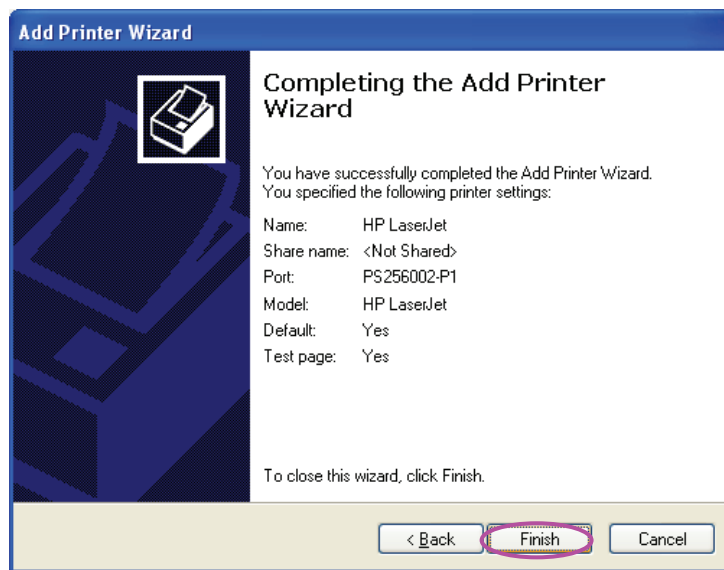 Add Printer Wizard
Completing the Add Printer
Wizard
You have successfully completed the Add Printer Wizard.
You specified the following printer settings:
Name: HP LaserJet
Share name: <Not Shared>
Port: PS256002-P1
Model: HP LaserJet
Default: Yes
Test page: Yes
To close this wizard, click Finish.
< Back Finish Cancel